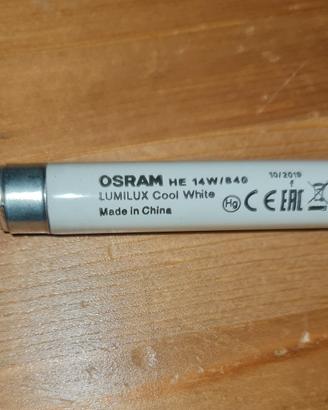 OSRAM HE 14W/840
10/2019
LUMILUX Cool White
Hg CE EAC
Made in China